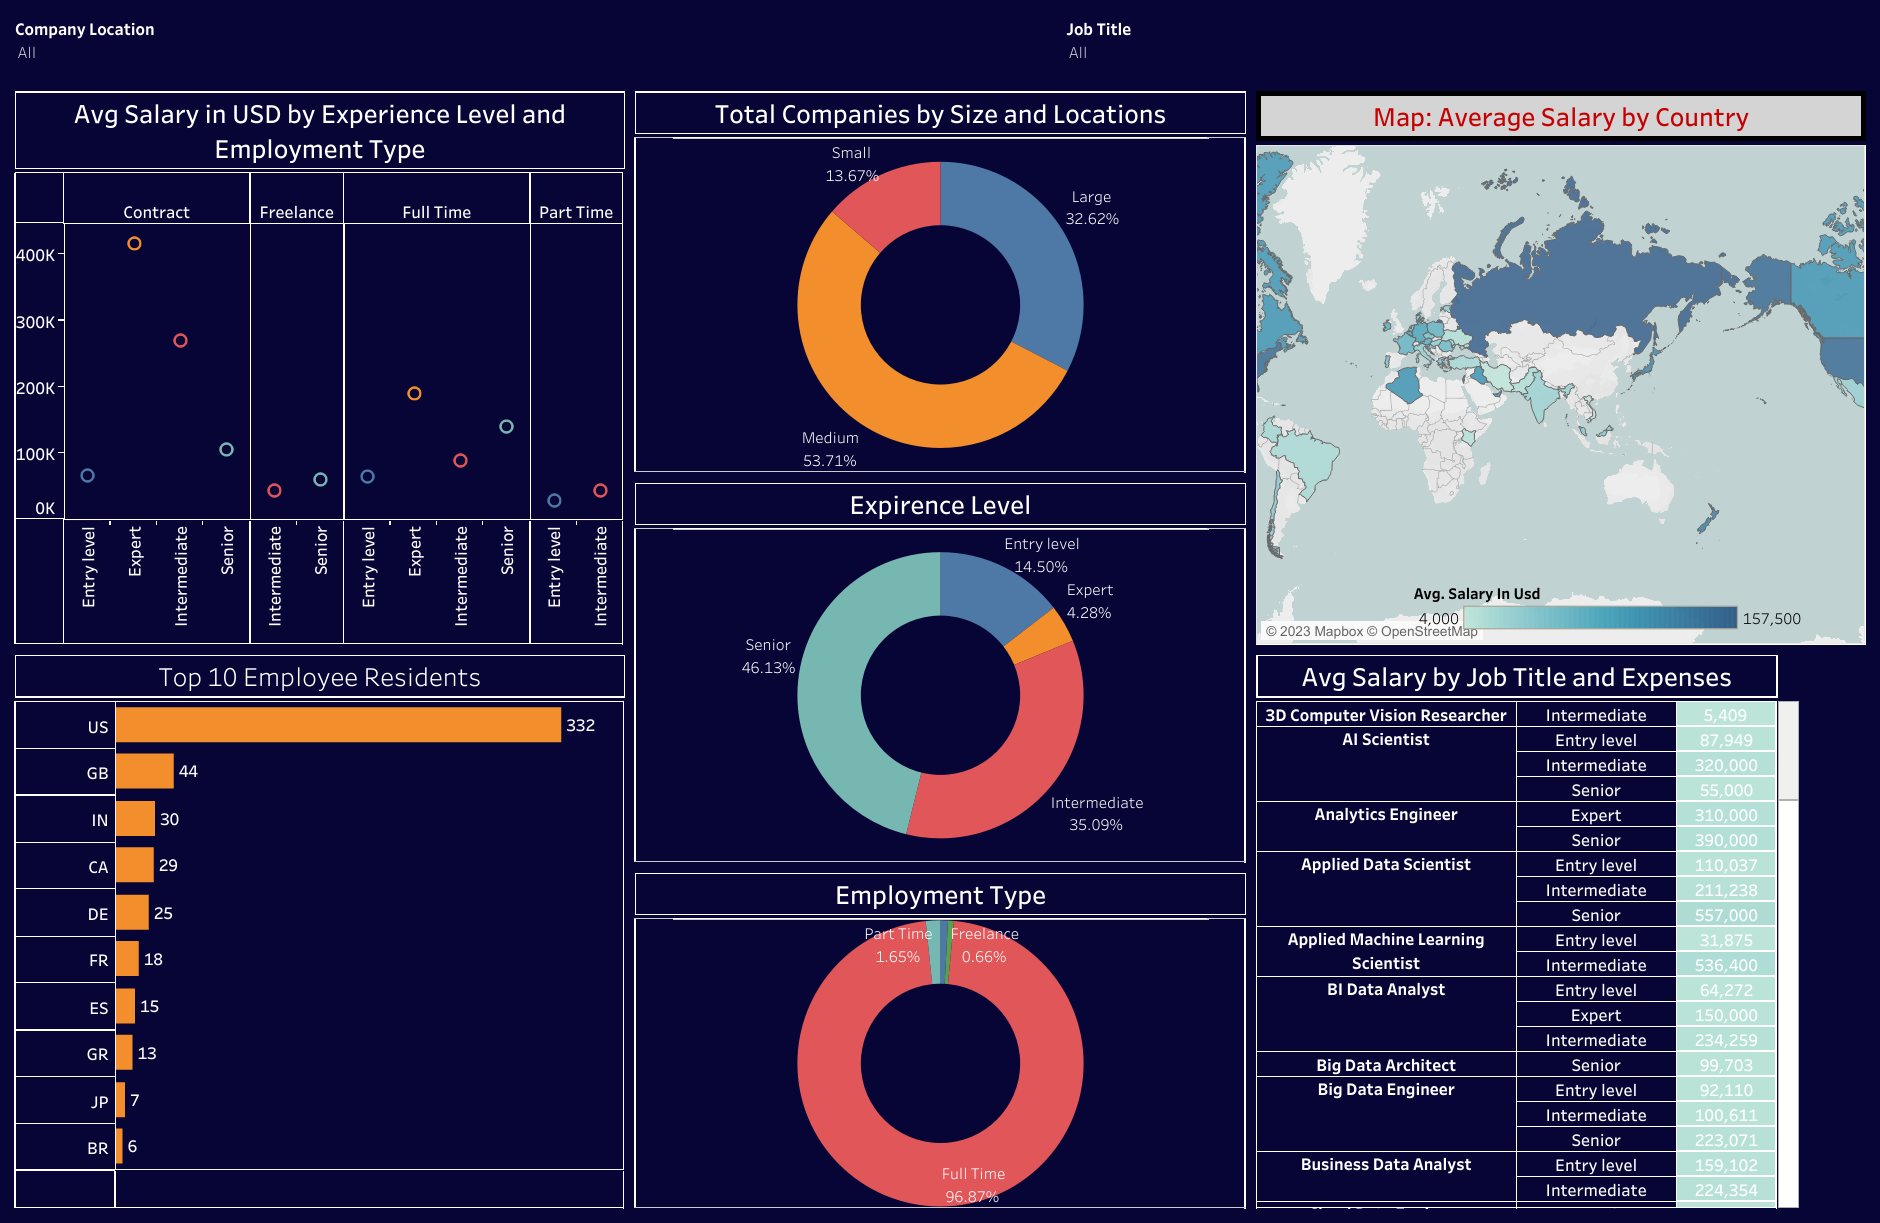 Company Location
All
Job Title
All
Avg Salary in USD by Experience Level and
Employment Type
Contract
Freelance
Full Time
Part Time
400K
300K
200K
100K
0K
Entry level
Expert
Intermediate
Senior
Intermediate
Senior
Entry level
Expert
Intermediate
Senior
Entry level
Intermediate
Top 10 Employee Residents
US 332
GB 44
IN 30
CA 29
DE 25
FR 18
ES 15
GR 13
JP 7
BR 6
Total Companies by Size and Locations
Small
13.67%
Large
32.62%
Medium
53.71%
Expirence Level
Entry level
14.50%
Expert
4.28%
Senior
46.13%
Intermediate
35.09%
Employment Type
Part Time
1.65%
Freelance
0.66%
Full Time
96.87%
Map: Average Salary by Country
Avg. Salary In Usd
4,000 157,500
© 2023 Mapbox © OpenStreetMap
Avg Salary by Job Title and Expenses
3D Computer Vision Researcher Intermediate 5,409
AI Scientist Entry level 87,949
Intermediate 320,000
Senior 55,000
Analytics Engineer Expert 310,000
Senior 390,000
Applied Data Scientist Entry level 110,037
Intermediate 211,238
Senior 557,000
Applied Machine Learning Entry level 31,875
Scientist Intermediate 536,400
BI Data Analyst Entry level 64,272
Expert 150,000
Intermediate 234,259
Big Data Architect Senior 99,703
Big Data Engineer Entry level 92,110
Intermediate 100,611
Senior 223,071
Business Data Analyst Entry level 159,102
Intermediate 224,354